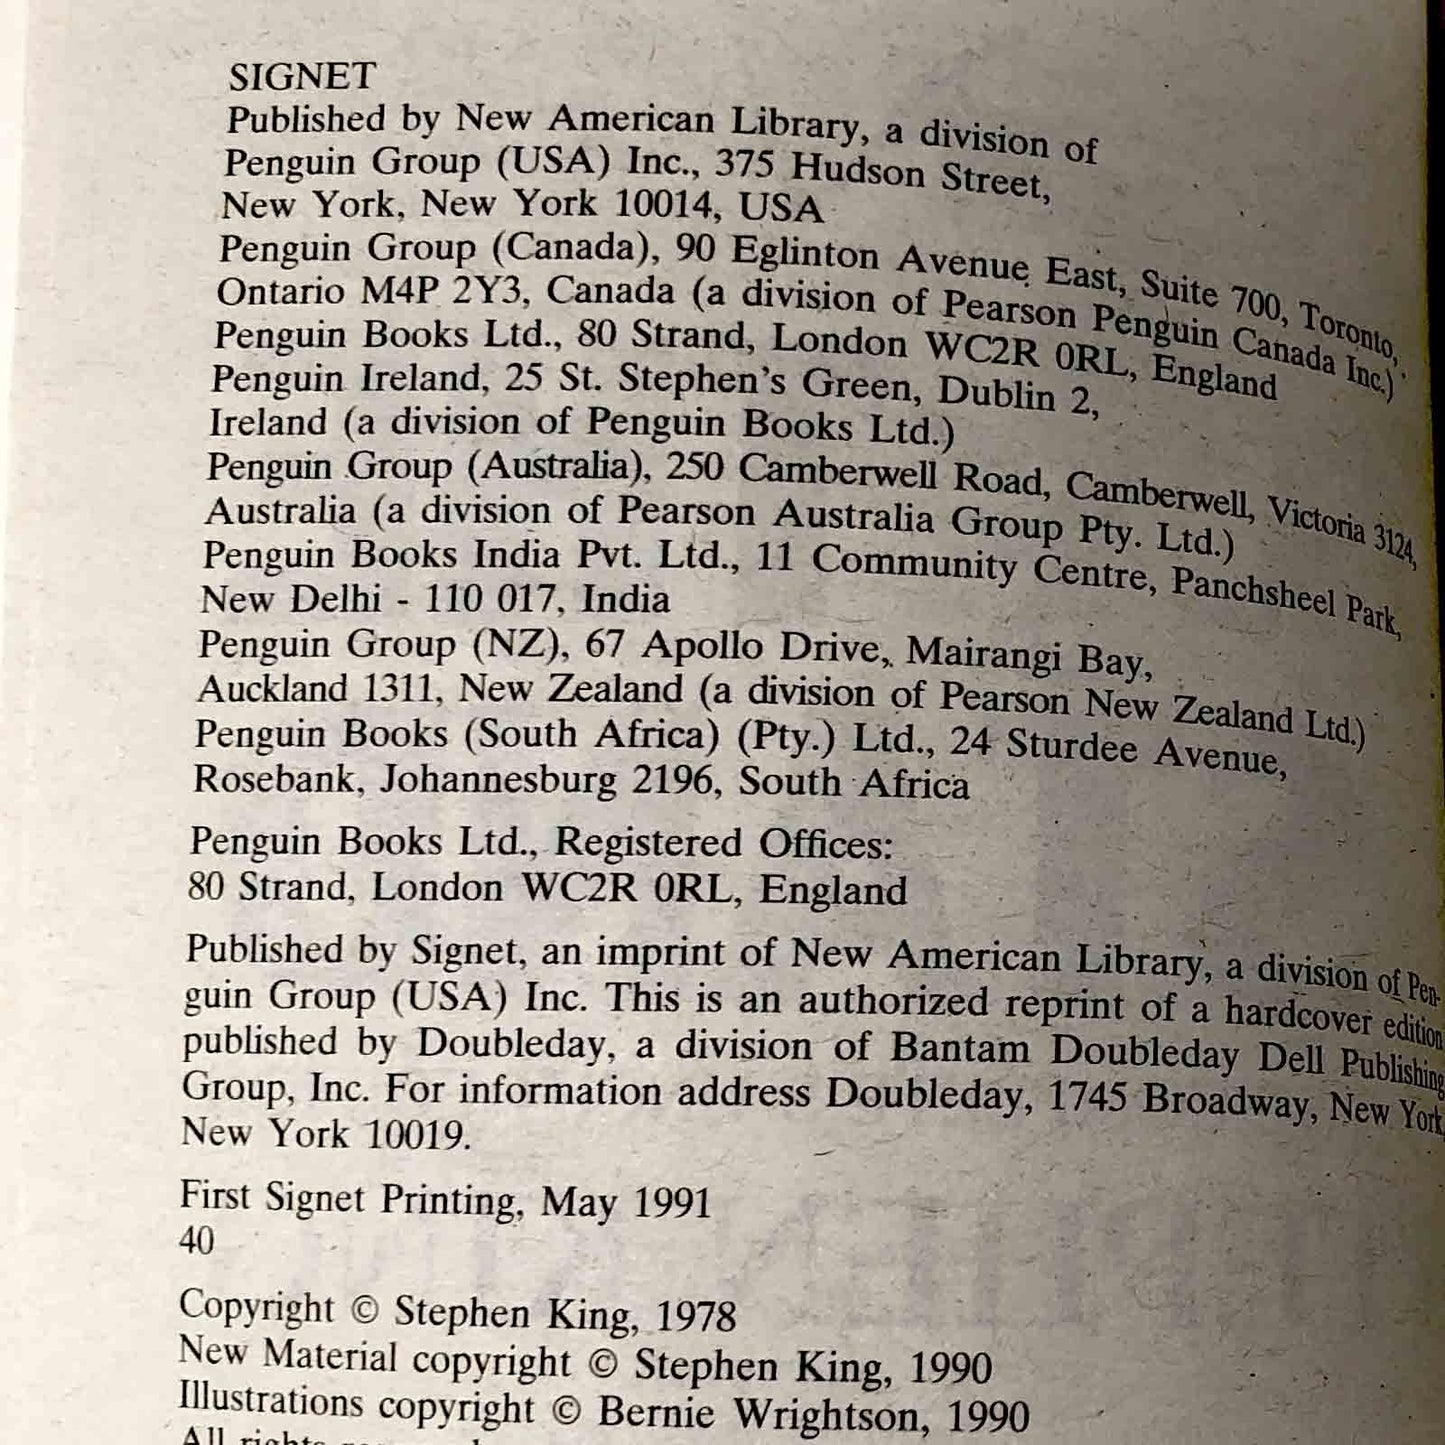 SIGNET
Published by New American Library, a division of
Penguin Group (USA) Inc., 375 Hudson Street,
New York, New York 10014, USA
Penguin Group (Canada), 90 Eglinton Avenue East, Suite 700, Toronto,
Ontario M4P 2Y3, Canada (a division of Pearson Penguin Canada Inc.)
Penguin Books Ltd., 80 Strand, London WC2R 0RL, England
Penguin Ireland, 25 St. Stephen's Green, Dublin 2,
Ireland (a division of Penguin Books Ltd.)
Penguin Group (Australia), 250 Camberwell Road, Camberwell, Victoria 3124,
Australia (a division of Pearson Australia Group Pty. Ltd.)
Penguin Books India Pvt. Ltd., 11 Community Centre, Panchsheel Park,
New Delhi - 110 017, India
Penguin Group (NZ), 67 Apollo Drive, Mairangi Bay,
Auckland 1311, New Zealand (a division of Pearson New Zealand Ltd.)
Penguin Books (South Africa) (Pty.) Ltd., 24 Sturdee Avenue,
Rosebank, Johannesburg 2196, South Africa
Penguin Books Ltd., Registered Offices:
80 Strand, London WC2R 0RL, England
Published by Signet, an imprint of New American Library, a division of Pen-
guin Group (USA) Inc. This is an authorized reprint of a hardcover edition
published by Doubleday, a division of Bantam Doubleday Dell Publishing
Group, Inc. For information address Doubleday, 1745 Broadway, New York,
New York 10019.
First Signet Printing, May 1991
40
Copyright © Stephen King, 1978
New Material copyright © Stephen King, 1990
Illustrations copyright © Bernie Wrightson, 1990
All rights